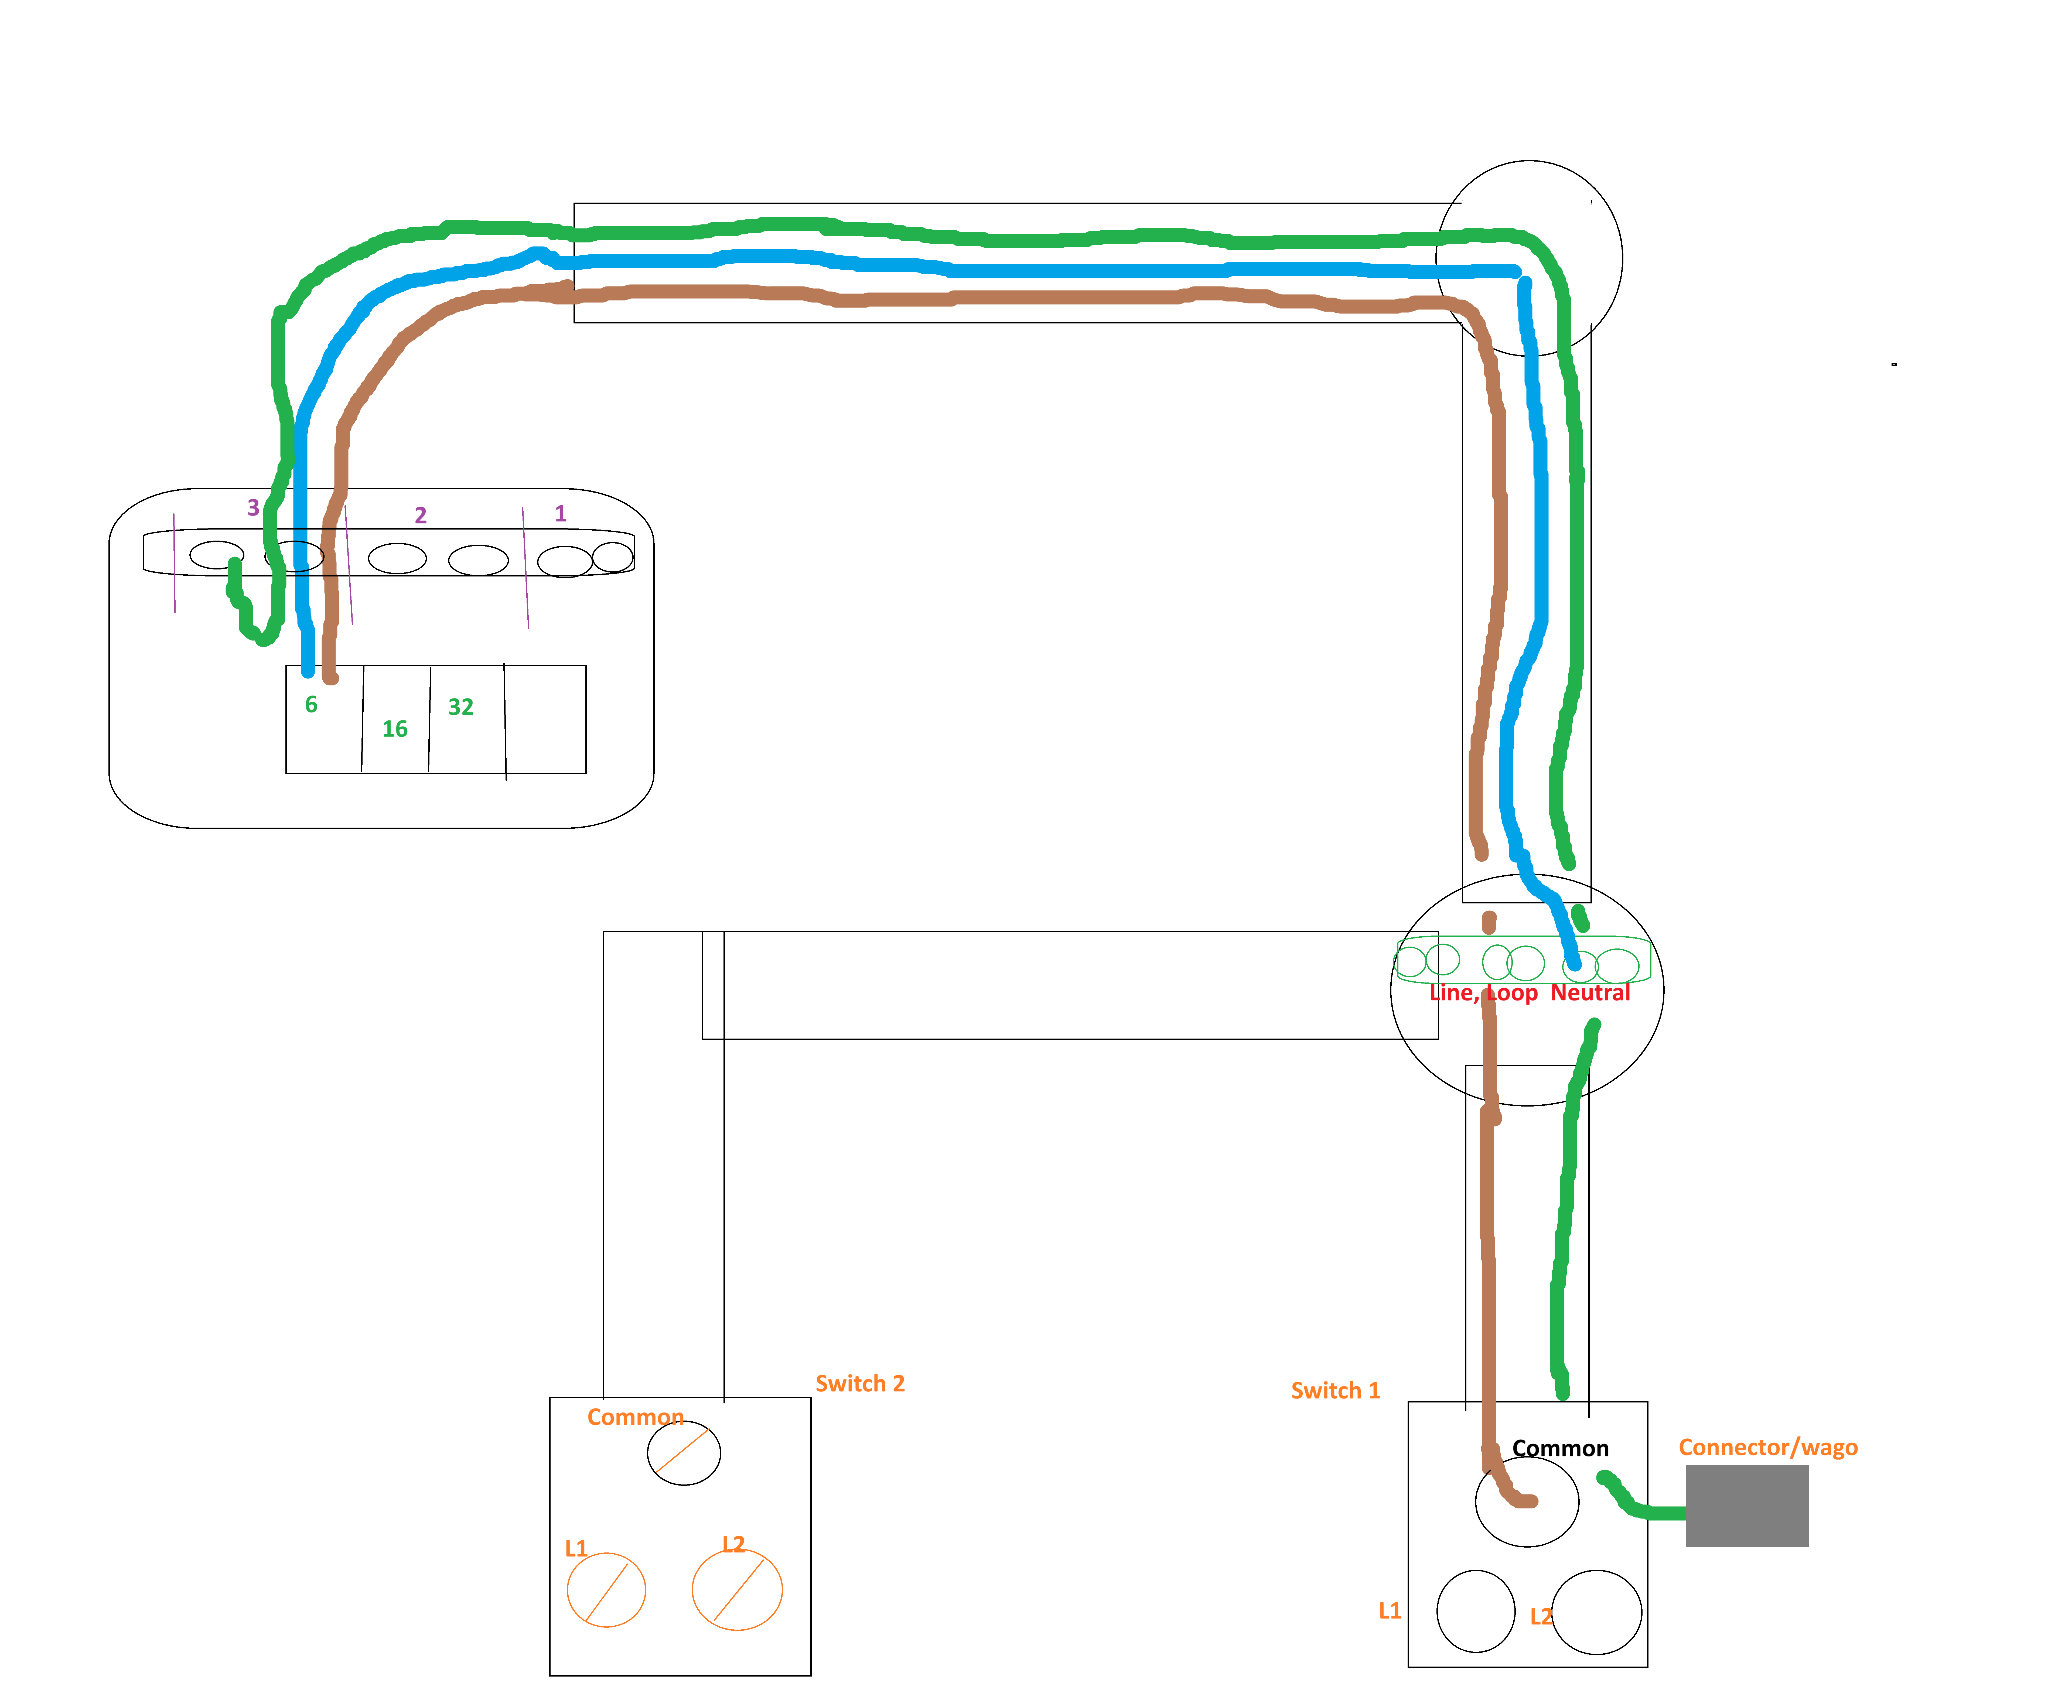 3
2
1
6
16
32
Line, Loop Neutral
Switch 2
Switch 1
Common
Common
Connector/wago
L1
L2
L1
L2